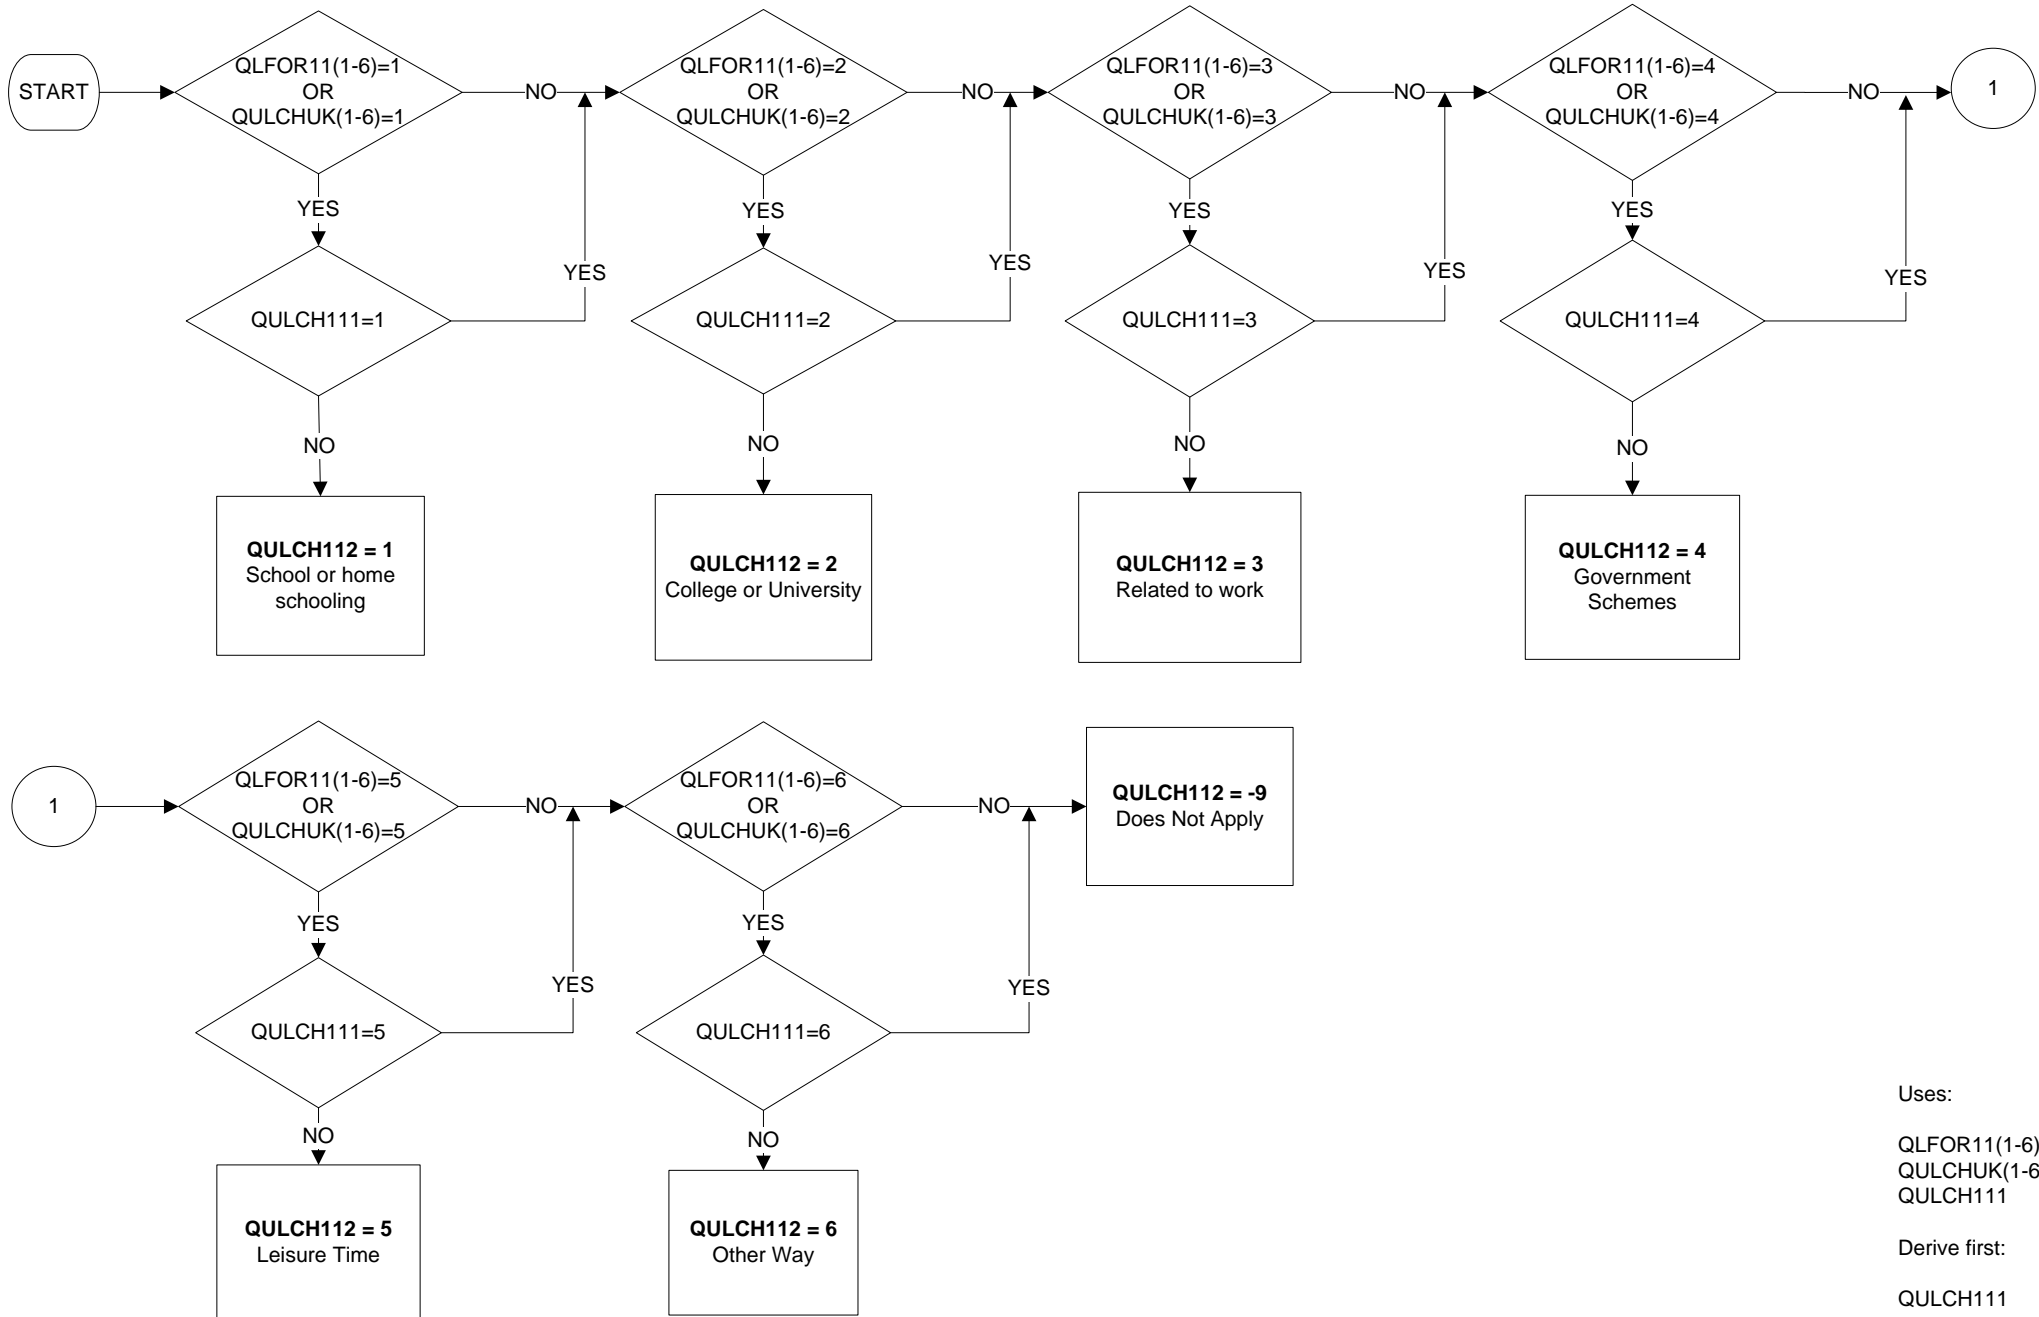 START
QLFOR11(1-6)=1
OR
QULCHUK(1-6)=1
NO
QLFOR11(1-6)=2
OR
QULCHUK(1-6)=2
NO
QLFOR11(1-6)=3
OR
QULCHUK(1-6)=3
NO
QLFOR11(1-6)=4
OR
QULCHUK(1-6)=4
NO
1
YES
YES
YES
YES
YES
YES
YES
YES
QULCH111=1
QULCH111=2
QULCH111=3
QULCH111=4
NO
NO
NO
NO
QULCH112 = 1
School or home
schooling
QULCH112 = 2
College or University
QULCH112 = 3
Related to work
QULCH112 = 4
Government
Schemes
1
QLFOR11(1-6)=5
OR
QULCHUK(1-6)=5
NO
QLFOR11(1-6)=6
OR
QULCHUK(1-6)=6
NO
QULCH112 = -9
Does Not Apply
YES
YES
YES
YES
QULCH111=5
QULCH111=6
NO
NO
QULCH112 = 5
Leisure Time
QULCH112 = 6
Other Way
Uses:
QLFOR11(1-6)
QULCHUK(1-6
QULCH111
Derive first:
QULCH111